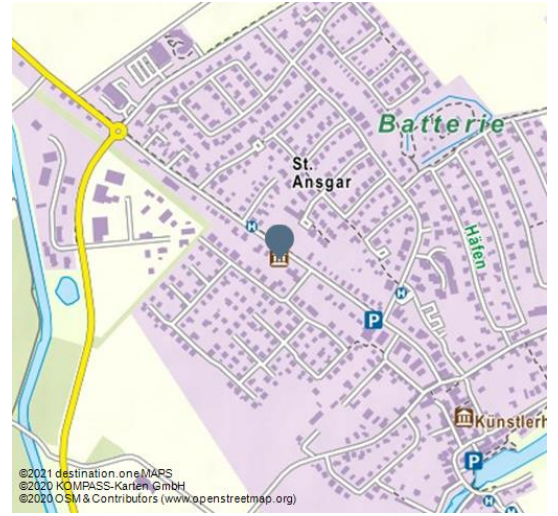 Batterie
St.
Ansgar
Häfen
H
H
P
Künstlerh
P
H
H
©2021 destination.one MAPS
©2020 KOMPASS-Karten GmbH
©2020 OSM & Contributors (www.openstreetmap.org)